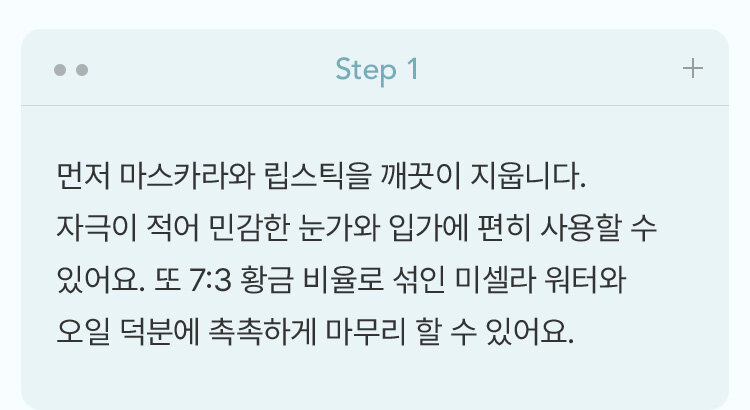 Step 1
먼저 마스카라와 립스틱을 깨끗이 지웁니다.
자극이 적어 민감한 눈가와 입가에 편히 사용할 수
있어요. 또 7:3 황금 비율로 섞인 미셀라 워터와
오일 덕분에 촉촉하게 마무리 할 수 있어요.